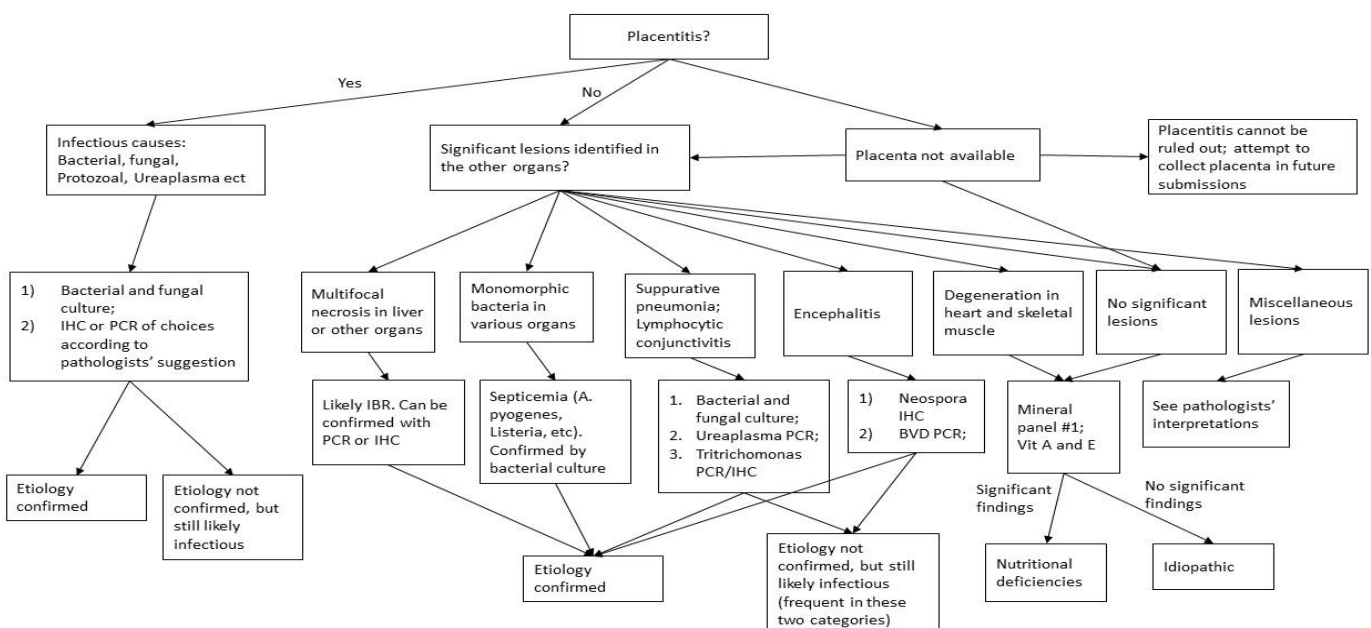 Placentitis?
Yes
No
Infectious causes:
Bacterial, fungal,
Protozoal, Ureaplasma ect
Significant lesions identified in
the other organs?
Placenta not available
Placentitis cannot be
ruled out; attempt to
collect placenta in future
submissions
1) Bacterial and fungal
culture;
2) IHC or PCR of choices
according to
pathologists' suggestion
Multifocal
necrosis in liver
or other organs
Monomorphic
bacteria in
various organs
Suppurative
pneumonia;
Lymphocytic
conjunctivitis
Encephalitis
Degeneration in
heart and skeletal
muscle
No significant
lesions
Miscellaneous
lesions
Likely IBR. Can be
confirmed with
PCR or IHC
Septicemia (A.
pyogenes,
Listeria, etc).
Confirmed by
bacterial culture
1. Bacterial and
fungal culture;
2. Ureaplasma PCR;
3. Tritrichomonas
PCR/IHC
1) Neospora
IHC
2) BVD PCR;
Mineral
panel #1;
Vit A and E
See pathologists'
interpretations
Etiology
confirmed
Etiology not
confirmed, but
still likely
infectious
Significant
findings
No significant
findings
Etiology
confirmed
Etiology not
confirmed, but still
likely infectious
(frequent in these
two categories)
Nutritional
deficiencies
Idiopathic